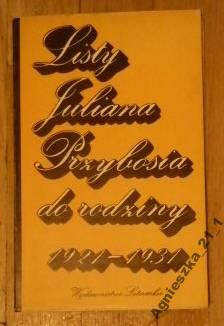 Listy
Juliana
Przybosia
do rodziny
1921-1931
Wydawnictwo Literackie
Agnieszka_21_1